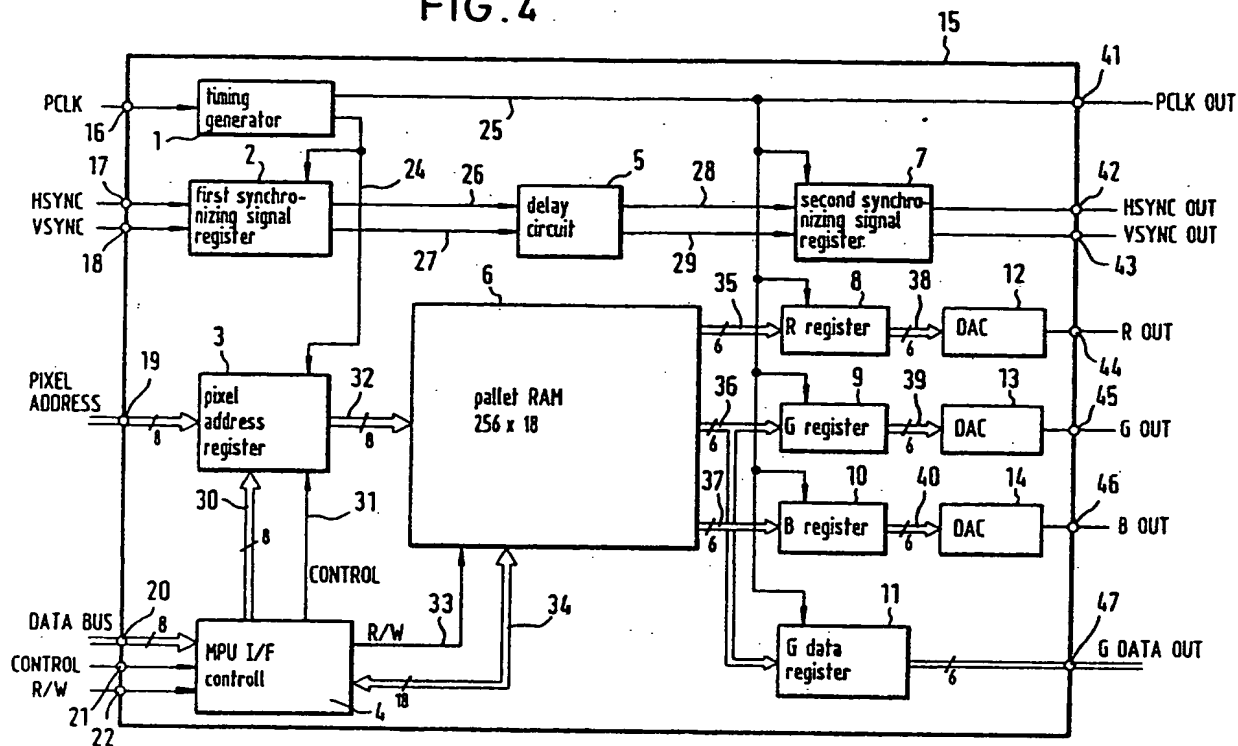 FIG. 4
15
41
PCLK
16
timing
generator
1
25
PCLK OUT
17
HSYNC
VSYNC
18
2
first synchro-
nizing signal
register
24
26
27
5
delay
circuit
28
29
7
second synchro-
nizing signal
register.
42
HSYNC OUT
VSYNC OUT
43
6
pallet RAM
256 x 18
35
6
8
R register
38
6
12
DAC
R OUT
44
3
pixel
address
register
PIXEL
ADDRESS
19
8
32
8
36
6
9
G register
39
6
13
DAC
45
G OUT
37
6
10
B register
40
6
14
DAC
46
B OUT
30
8
31
CONTROL
DATA BUS
20
8
CONTROL
R/W
21
22
MPU I/F
controll
4
R/W
33
34
18
11
G data
register
6
47
G DATA OUT